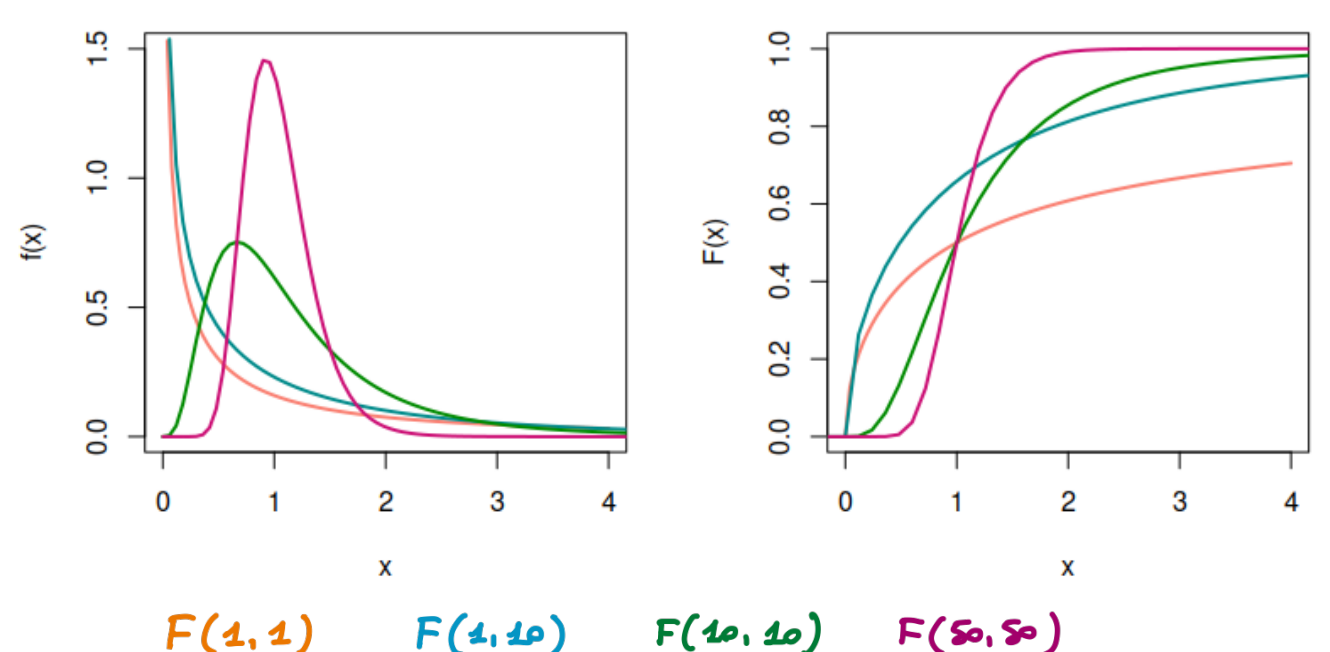 f(x)
0.0 0.5 1.0 1.5
0 1 2 3 4
x
F(x)
0.0 0.2 0.4 0.6 0.8 1.0
0 1 2 3 4
x
F(1,1) F(1,10) F(10,10) F(50,50)